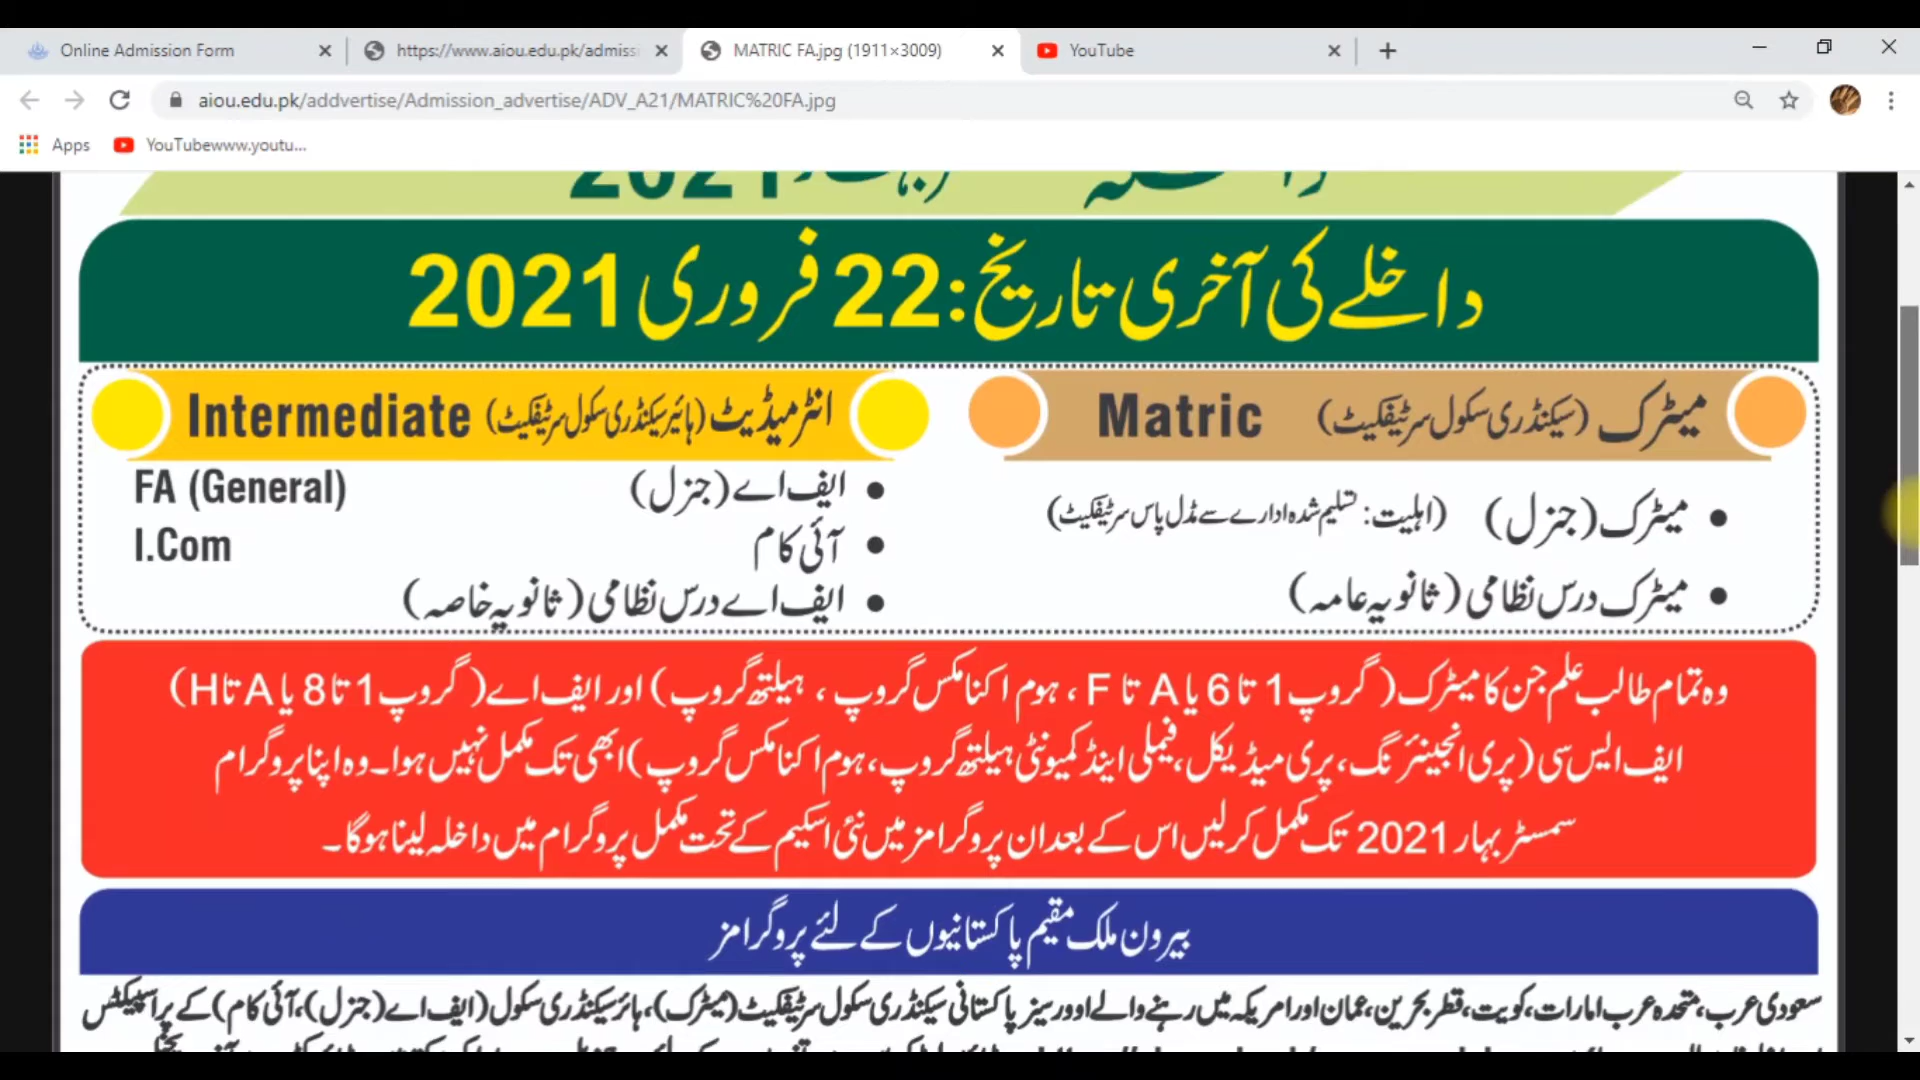 Online Admission Form
https://www.aiou.edu.pk/admiss
MATRIC FA.jpg (1911×3009)
YouTube
aiou.edu.pk/addvertise/Admission_advertise/ADV_A21/MATRIC%20FA.jpg
Apps
YouTubewww.youtu...
2021
داخلے کی آخری تاریخ: 22 فروری 2021
میٹرک (سیکنڈری سکول سرٹیفکیٹ) Matric
میٹرک (جنرل) (اہلیت: تسلیم شدہ ادارے سے مڈل پاس سرٹیفکیٹ)
میٹرک درس نظامی (ثانویہ عامہ)
انٹرمیڈیٹ (ہائیر سیکنڈری سکول سرٹیفکیٹ) Intermediate
ایف اے (جنرل) FA (General)
آئی کام I.Com
ایف اے درس نظامی (ثانویہ خاصہ)
وہ تمام طالب علم جن کا میٹرک (گروپ 1 تا 6 یا A تا F ، ہوم اکنامکس گروپ ، ہیلتھ گروپ) اور ایف اے (گروپ 1 تا 8 یا A تا H)
ایف ایس سی (پری انجینئرنگ، پری میڈیکل، فیملی اینڈ کمیونٹی ہیلتھ گروپ، ہوم اکنامکس گروپ) ابھی تک مکمل نہیں ہوا۔ وہ اپنا پروگرام
سمسٹر بہار 2021 تک مکمل کر لیں اس کے بعد ان پروگرامز میں نئی اسکیم کے تحت مکمل پروگرام میں داخلہ لینا ہوگا۔
بیرون ملک مقیم پاکستانیوں کے لئے پروگرامز
سعودی عرب، متحدہ عرب امارات، کویت، قطر بحرین، عمان اور امریکہ میں رہنے والے اوورسیز پاکستانی سیکنڈری سکول سرٹیفکیٹ (میٹرک)، ہائر سیکنڈری سکول (ایف اے (جنرل)، آئی کام) کے پراسپیکٹس